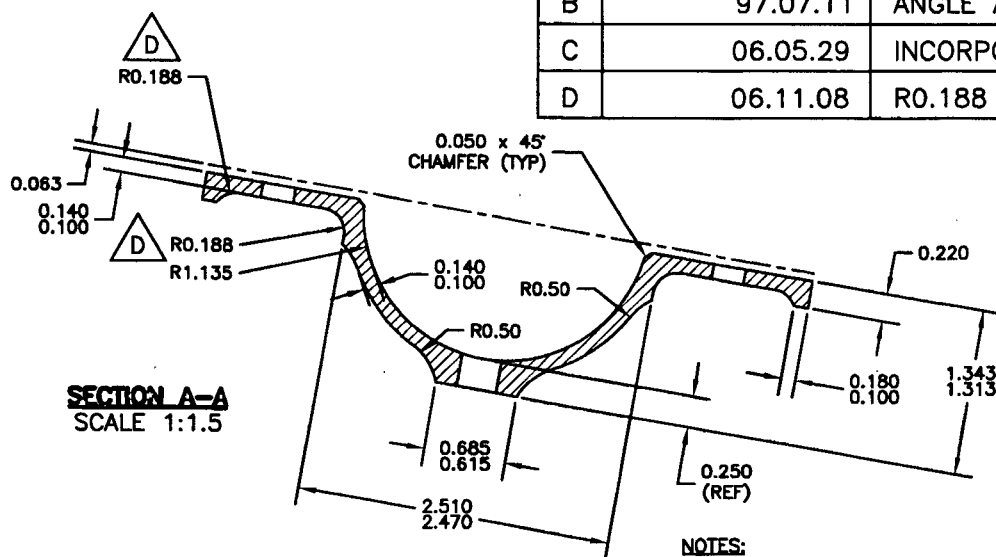 B 97.07.11 ANGLE
C 06.05.29 INCORPO
D 06.11.08 R0.188
D
R0.188
0.050 x 45°
CHAMFER (TYP)
0.063
0.140
0.100
D
R0.188
R1.135
0.140
0.100
R0.50
R0.50
0.220
SECTION A-A
SCALE 1:1.5
0.180
0.100
1.343
1.313
0.685
0.615
0.250
(REF)
2.510
2.470
NOTES: